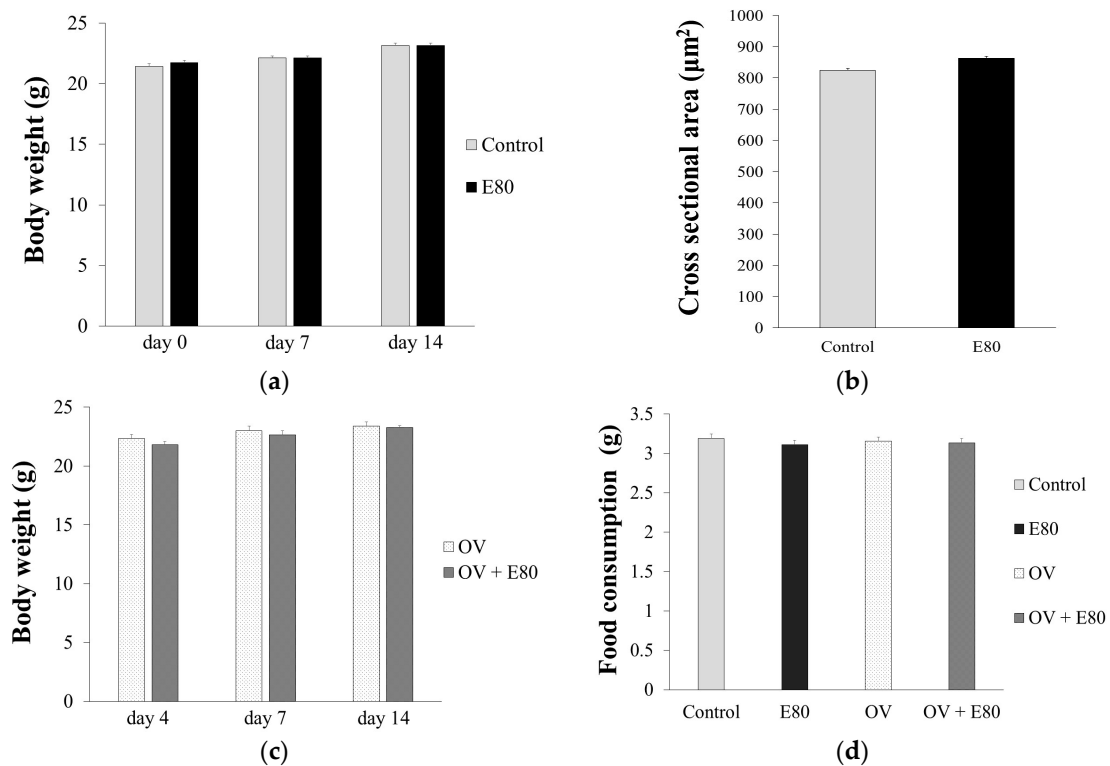 Body weight (g)
25
20
15
10
5
0
day 0 day 7 day 14
Control
E80
(a)
Cross sectional area (µm²)
1000
900
800
700
600
500
400
300
200
100
0
Control E80
(b)
Body weight (g)
25
20
15
10
5
0
day 4 day 7 day 14
OV
OV + E80
(c)
Food consumption (g)
3.5
3
2.5
2
1.5
1
0.5
0
Control E80 OV OV + E80
Control
E80
OV
OV + E80
(d)